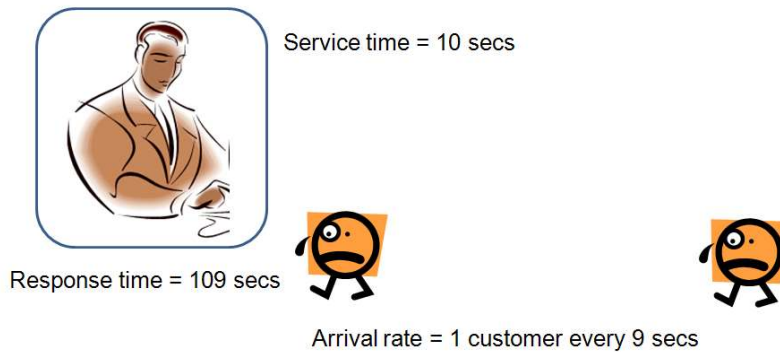 Service time = 10 secs
Response time = 109 secs
Arrival rate = 1 customer every 9 secs